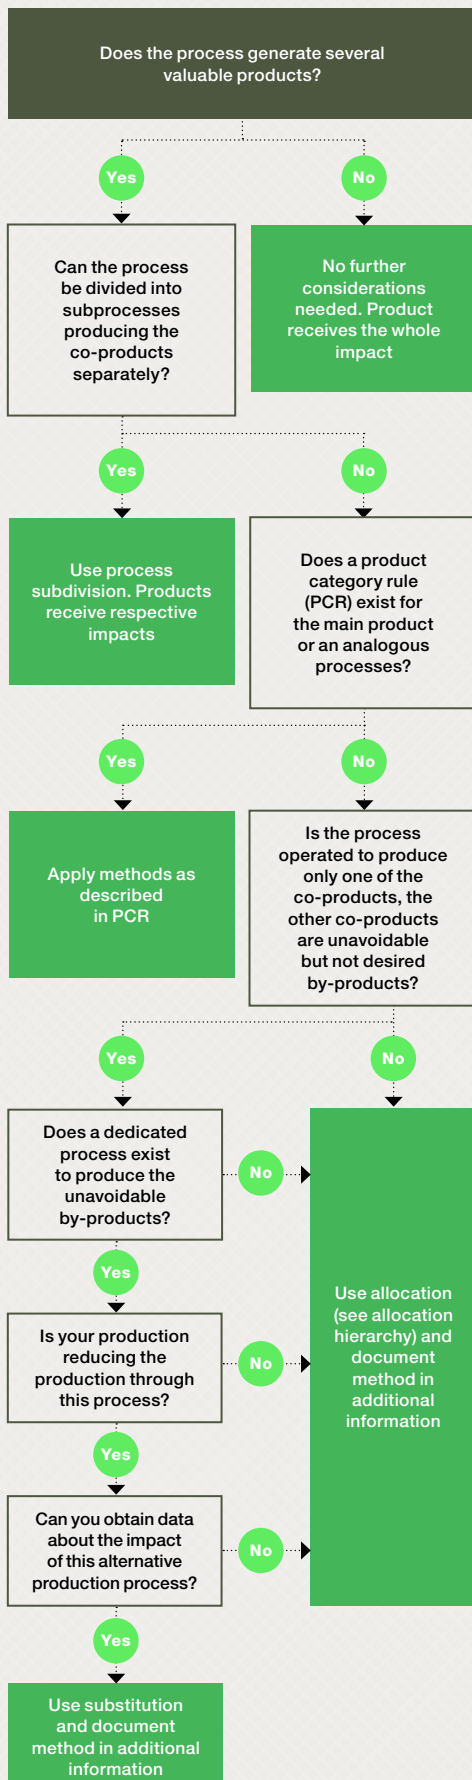 Does the process generate several
valuable products?
Yes
No
Can the process
be divided into
subprocesses
producing the
co-products
separately?
No further
considerations
needed. Product
receives the whole
impact
Yes
No
Use process
subdivision. Products
receive respective
impacts
Does a product
category rule
(PCR) exist for
the main product
or an analogous
processes?
Yes
No
Apply methods as
described
in PCR
Is the process
operated to produce
only one of the
co-products, the
other co-products
are unavoidable
but not desired
by-products?
Yes
No
Does a dedicated
process exist
to produce the
unavoidable
by-products?
No
Yes
Is your production
reducing the
production through
this process?
No
Use allocation
(see allocation
hierarchy) and
document
method in
additional
information
Yes
Can you obtain data
about the impact
of this alternative
production process?
No
Yes
Use substitution
and document
method in additional
information